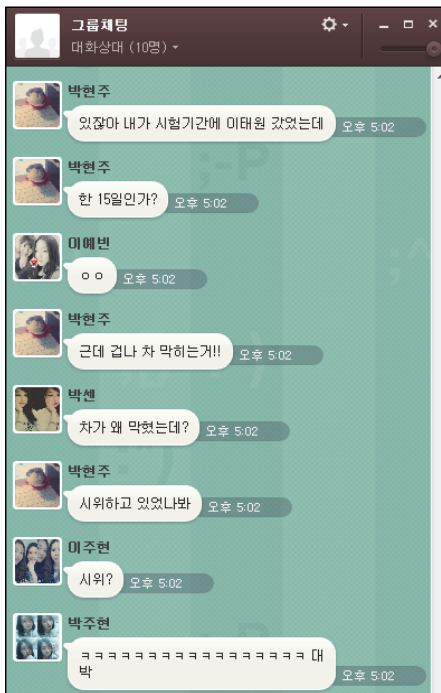 그룹채팅
대화상대 (10명)
박현주
있잖아 내가 시험기간에 이태원 갔었는데
오후 5:02
박현주
한 15일인가?
오후 5:02
이예빈
ㅇㅇ
오후 5:02
박현주
근데 겁나 차 막히는거!!
오후 5:02
박센
차가 왜 막혔는데?
오후 5:02
박현주
시위하고 있었나봐
오후 5:02
이주현
시위?
오후 5:02
박주현
ㅋㅋㅋㅋㅋㅋㅋㅋㅋㅋㅋㅋㅋㅋㅋㅋㅋ 대
박
오후 5:02